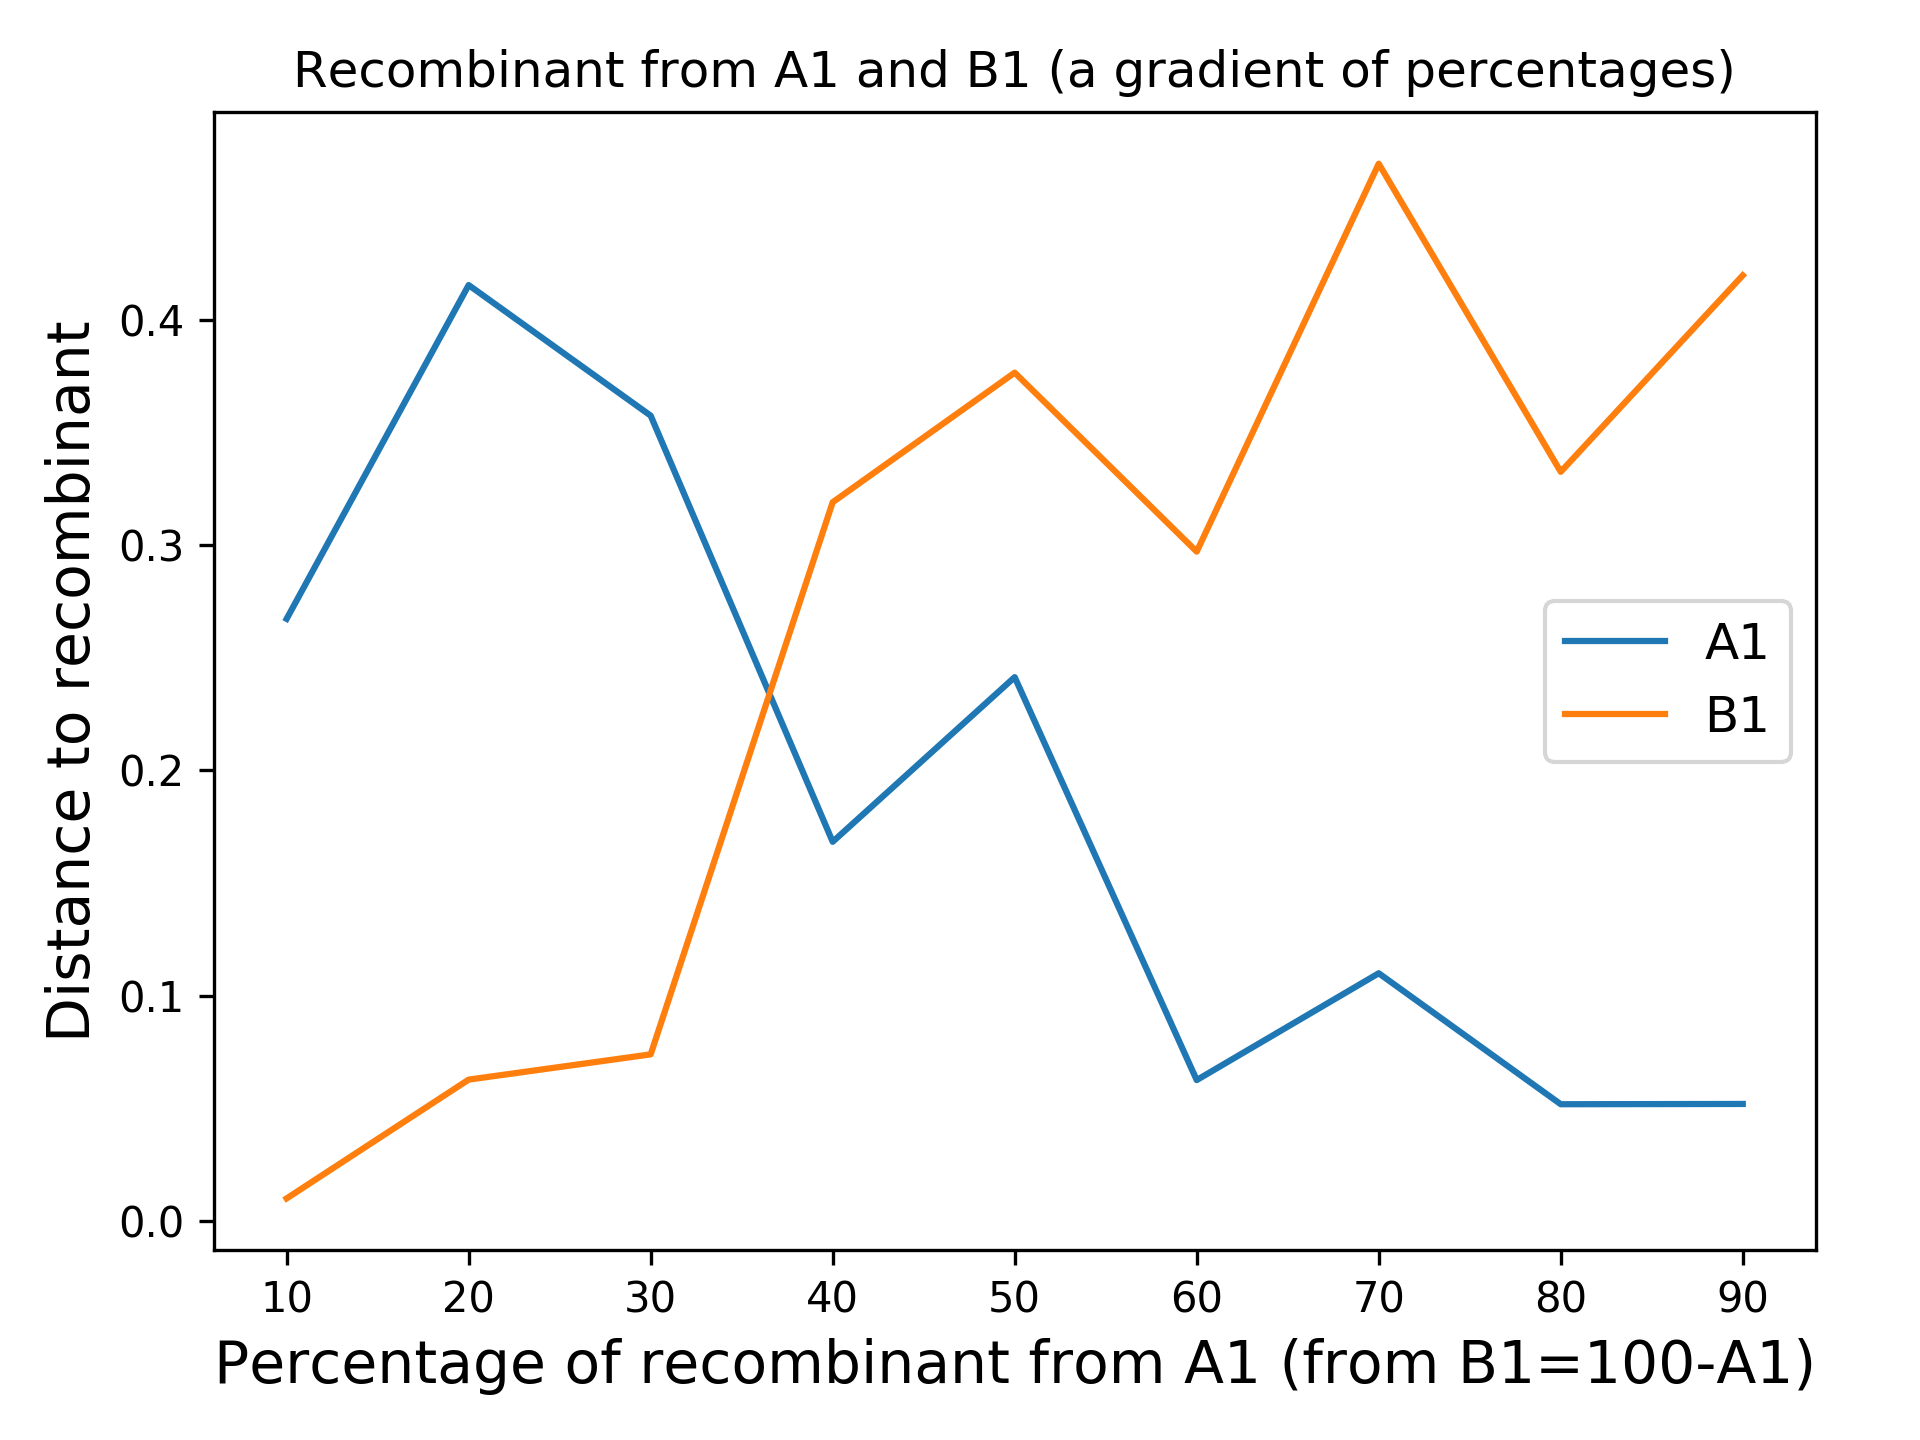 Recombinant from A1 and B1 (a gradient of percentages)
Distance to recombinant
0.4
0.3
0.2
0.1
0.0
A1
B1
10 20 30 40 50 60 70 80 90
Percentage of recombinant from A1 (from B1=100-A1)